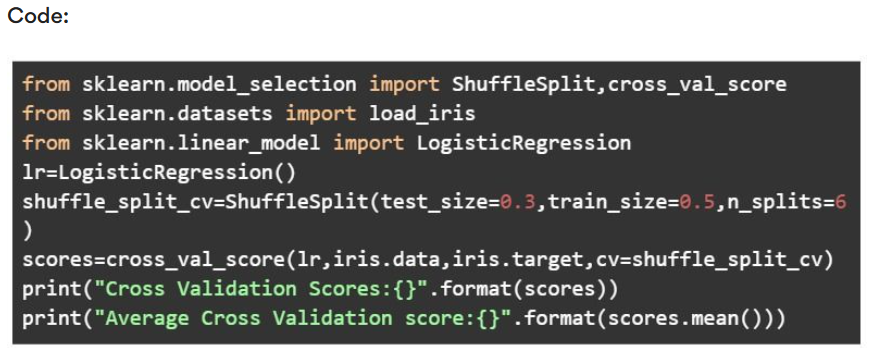 Code:
from sklearn.model_selection import ShuffleSplit,cross_val_score
from sklearn.datasets import load_iris
from sklearn.linear_model import LogisticRegression
lr=LogisticRegression()
shuffle_split_cv=ShuffleSplit(test_size=0.3,train_size=0.5,n_splits=6
)
scores=cross_val_score(lr,iris.data,iris.target,cv=shuffle_split_cv)
print("Cross Validation Scores:{}".format(scores))
print("Average Cross Validation score:{}".format(scores.mean()))